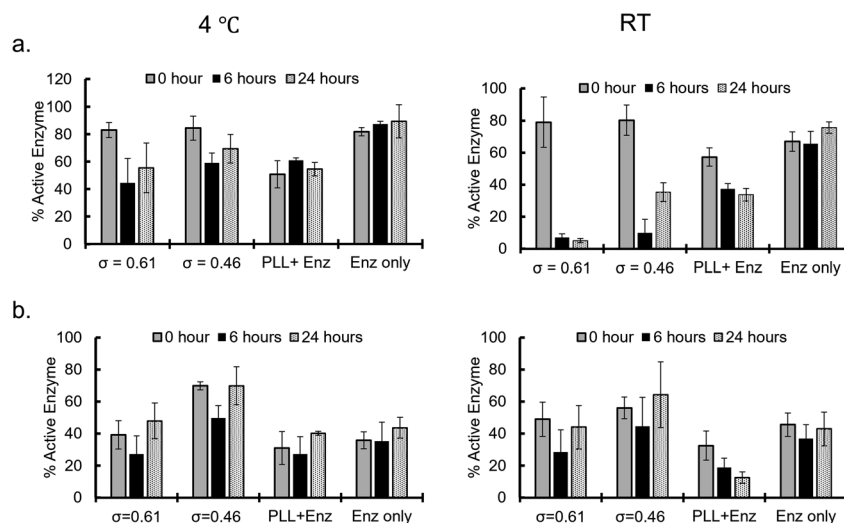 4 ℃
RT
a.
0 hour 6 hours 24 hours
% Active Enzyme
120
100
80
60
40
20
0
σ = 0.61 σ = 0.46 PLL+ Enz Enz only
0 hour 6 hours 24 hours
% Active Enzyme
100
80
60
40
20
0
σ = 0.61 σ = 0.46 PLL+ Enz Enz only
b.
0 hour 6 hours 24 hours
% Active Enzyme
100
80
60
40
20
0
σ=0.61 σ=0.46 PLL+Enz Enz only
0 hour 6 hours 24 hours
% Active Enzyme
100
80
60
40
20
0
σ=0.61 σ=0.46 PLL+Enz Enz only